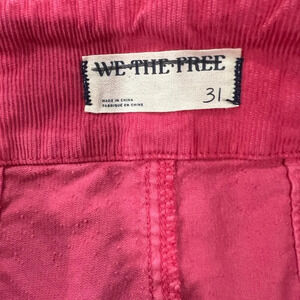 WE THE FREE
MADE IN CHINA
FABRIQUÉ EN CHINE
31